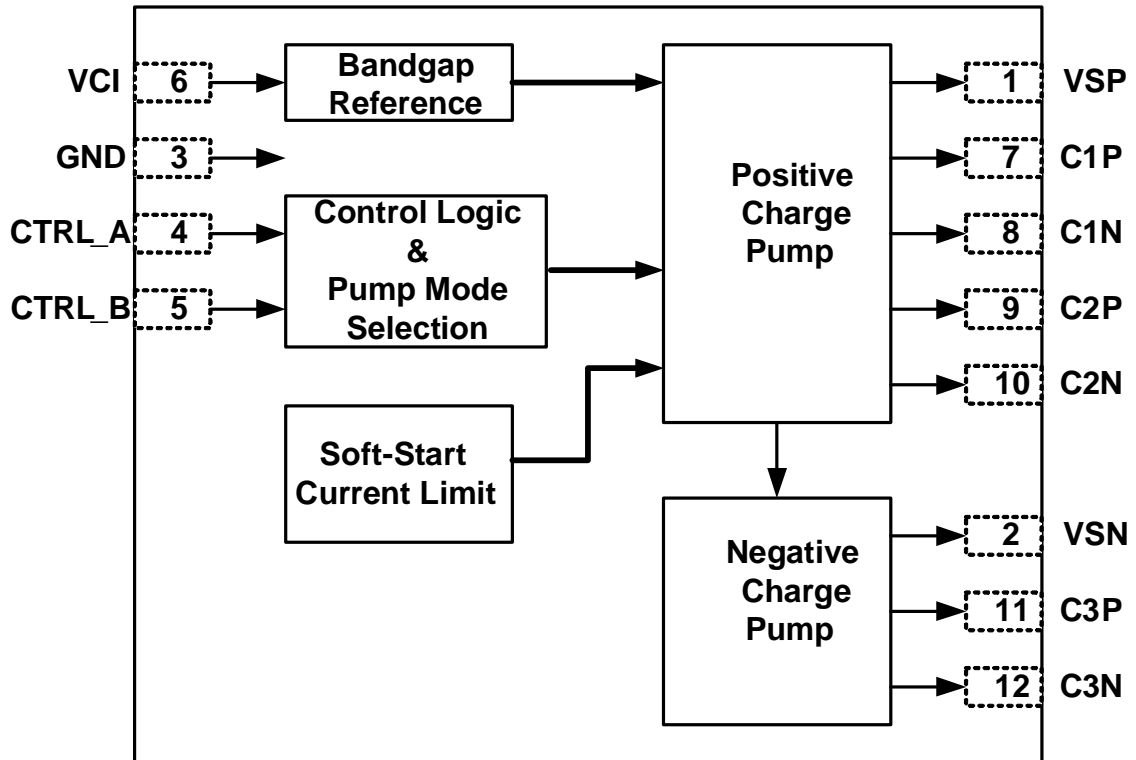 VCI 6
GND 3
CTRL_A 4
CTRL_B 5
Bandgap
Reference
Control Logic
&
Pump Mode
Selection
Soft-Start
Current Limit
Positive
Charge
Pump
Negative
Charge
Pump
1 VSP
7 C1P
8 C1N
9 C2P
10 C2N
2 VSN
11 C3P
12 C3N